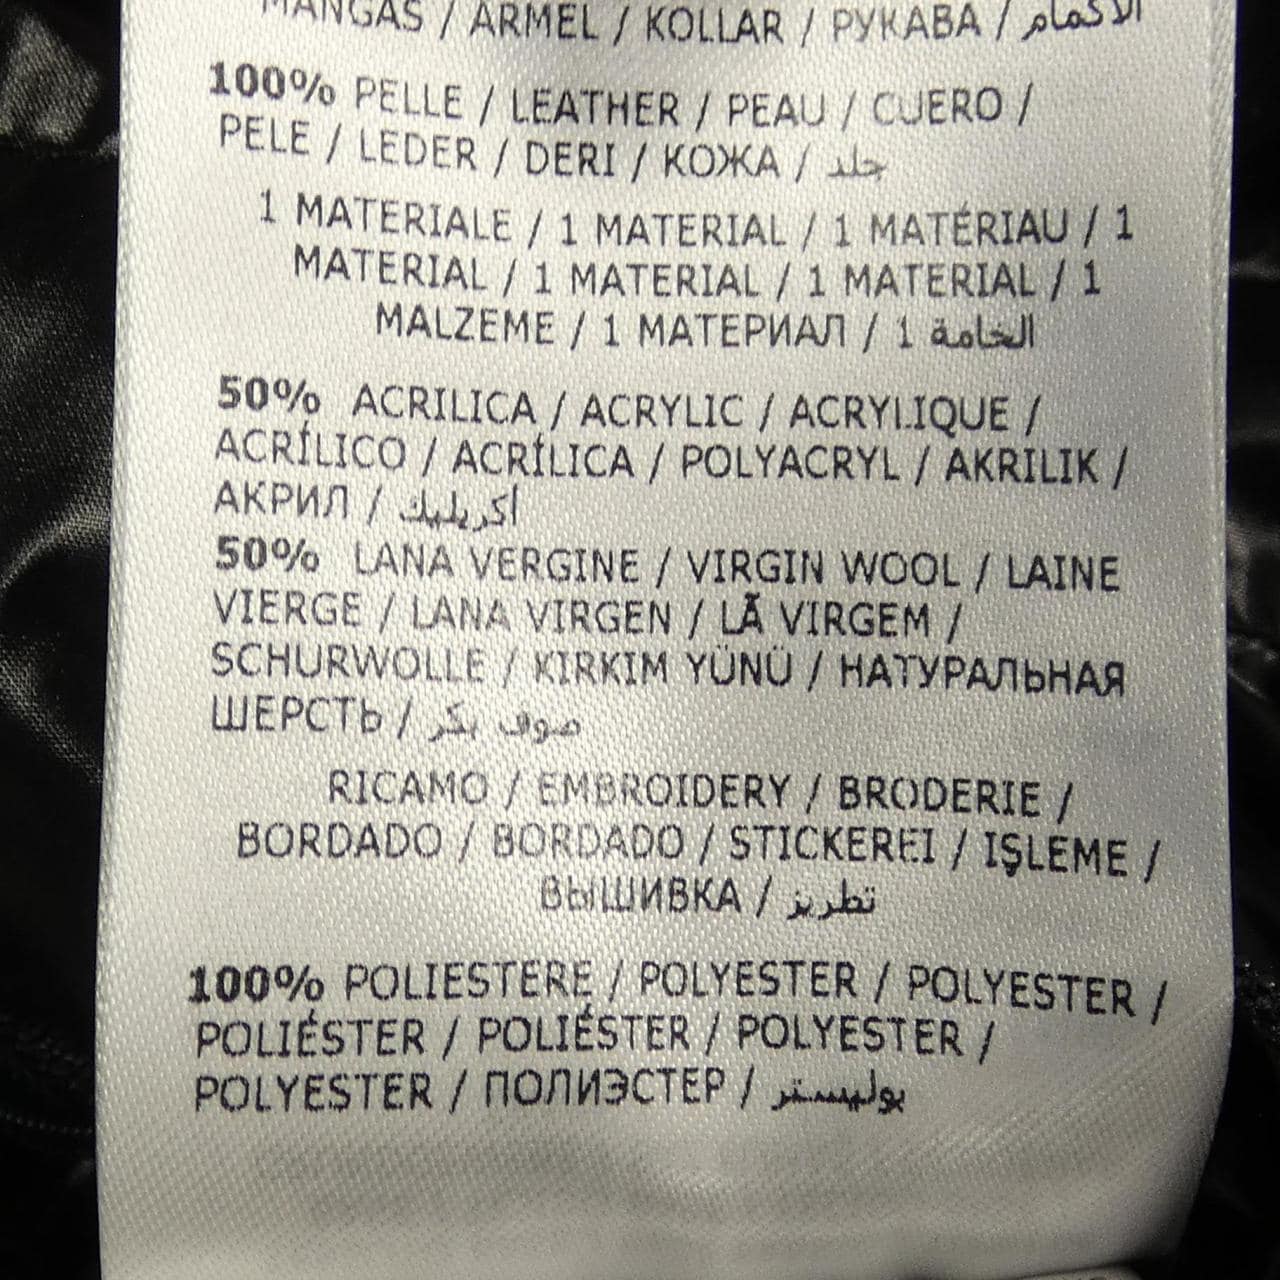 MANGAS / ÄRMEL / KOLLAR / РУКАВА / الأكمام
100% PELLE / LEATHER / PEAU / CUERO /
PELE / LEDER / DERI / КОЖА / جلد
1 MATERIALE / 1 MATERIAL / 1 MATÉRIAU / 1
MATERIAL / 1 MATERIAL / 1 MATERIAL / 1
MALZEME / 1 МАТЕРИАЛ / 1 الخامة
50% ACRILICA / ACRYLIC / ACRYLIQUE /
ACRÍLICO / ACRÍLICA / POLYACRYL / AKRILIK /
АКРИЛ / أكريليك
50% LANA VERGINE / VIRGIN WOOL / LAINE
VIERGE / LANA VIRGEN / LÃ VIRGEM /
SCHURWOLLE / KIRKIM YÜNÜ / НАТУРАЛЬНАЯ
ШЕРСТЬ / صوف بكر
RICAMO / EMBROIDERY / BRODERIE /
BORDADO / BORDADO / STICKEREI / IŞLEME /
ВЫШИВКА / تطريز
100% POLIESTERE / POLYESTER / POLYESTER /
POLIÉSTER / POLIÉSTER / POLYESTER /
POLYESTER / ПОЛИЭСТЕР / بوليستر